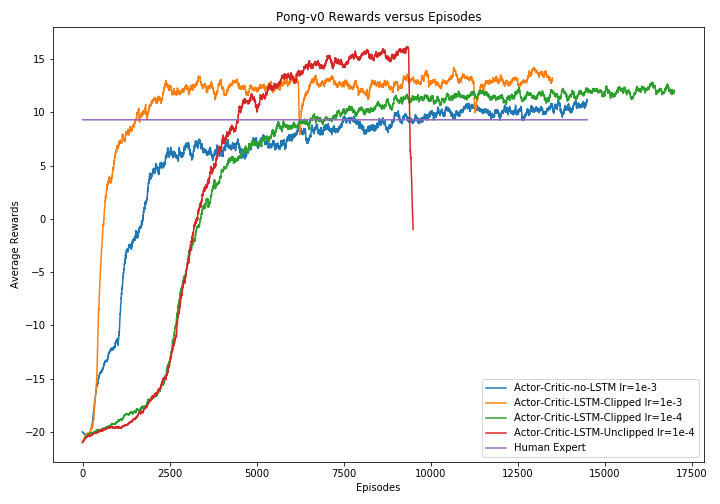 Pong-v0 Rewards versus Episodes
15
10
5
0
−5
−10
−15
−20
Average Rewards
0 2500 5000 7500 10000 12500 15000 17500
Episodes
Actor-Critic-no-LSTM lr=1e-3
Actor-Critic-LSTM-Clipped lr=1e-3
Actor-Critic-LSTM-Clipped lr=1e-4
Actor-Critic-LSTM-Unclipped lr=1e-4
Human Expert